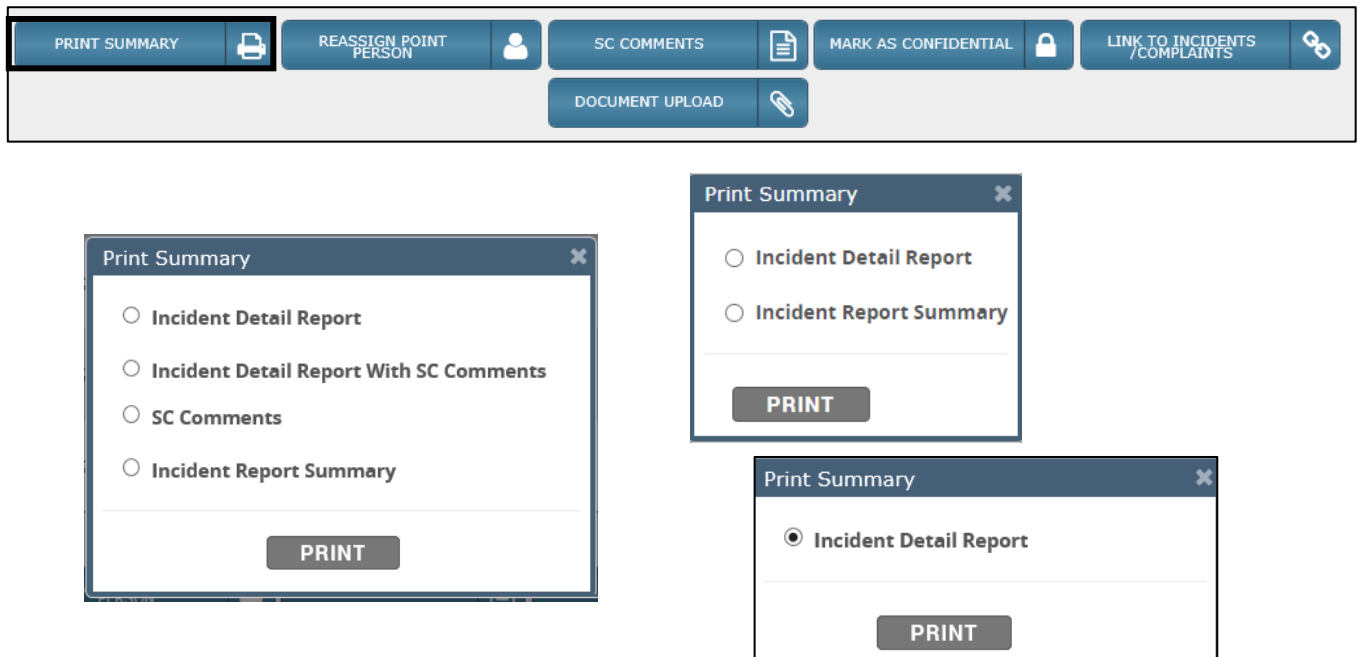 PRINT SUMMARY
REASSIGN POINT
PERSON
SC COMMENTS
MARK AS CONFIDENTIAL
LINK TO INCIDENTS
/COMPLAINTS
DOCUMENT UPLOAD
Print Summary
Incident Detail Report
Incident Detail Report With SC Comments
SC Comments
Incident Report Summary
PRINT
Print Summary
Incident Detail Report
Incident Report Summary
PRINT
Print Summary
Incident Detail Report
PRINT